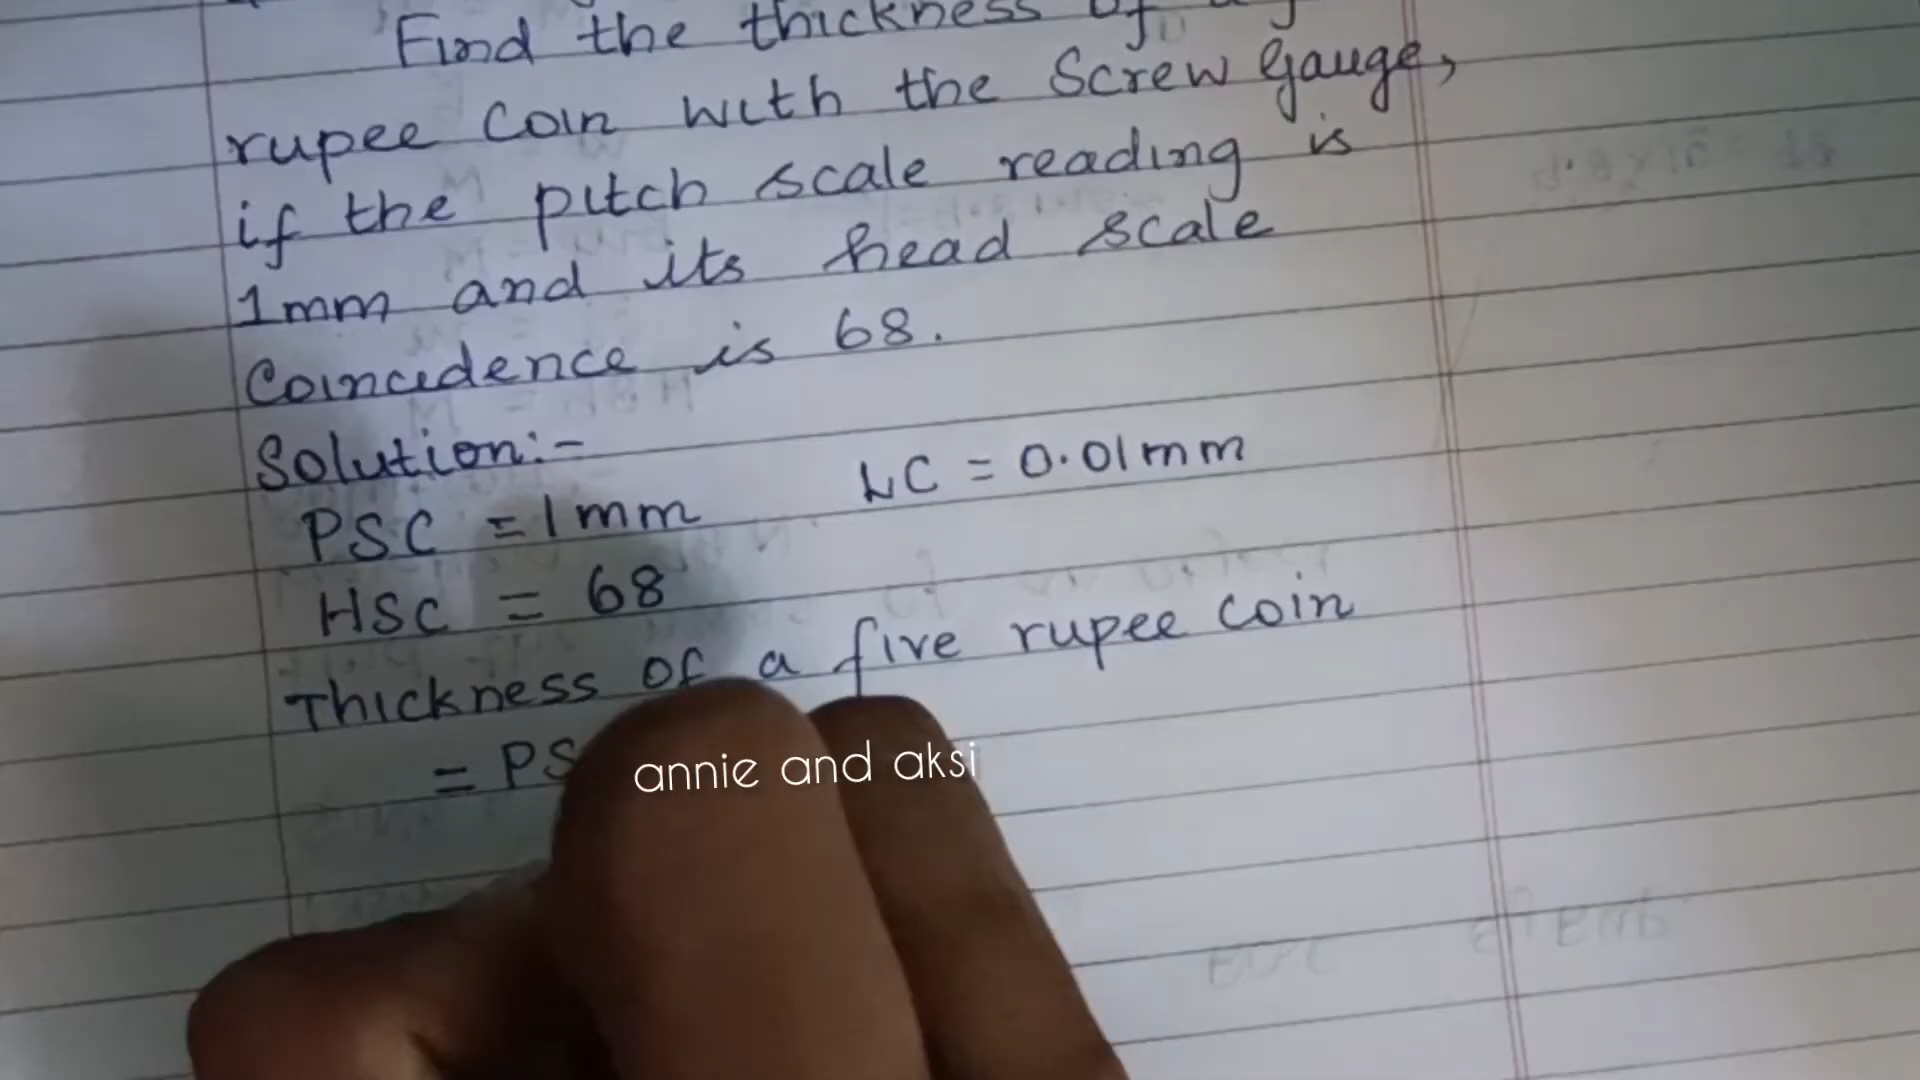 Find the thickness of a f
rupee coin with the Screw Gauge,
if the pitch scale reading is
1mm and its head scale
Coincidence is 68.
Solution:-
PSC = 1mm LC = 0.01mm
HSC = 68
Thickness of a five rupee coin
= PS
annie and aksi